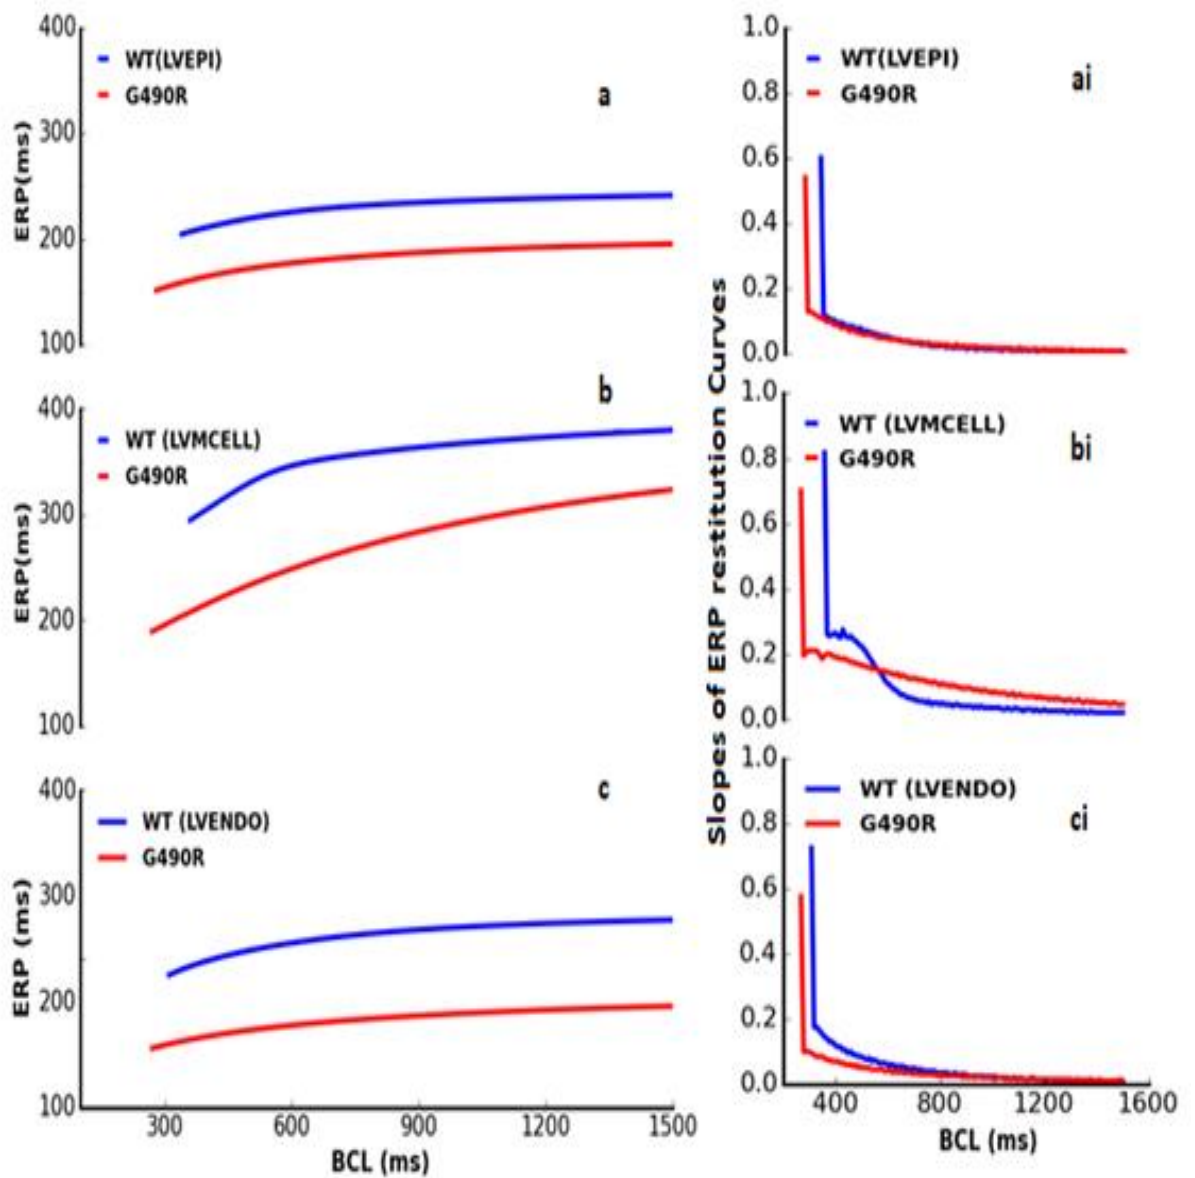 400
300
200
100
ERP(ms)
WT(LVEPI)
G490R
a
1.0
0.8
0.6
0.4
0.2
0.0
WT(LVEPI)
G490R
ai
400
300
200
100
ERP(ms)
WT (LVMCELL)
G490R
b
Slopes of ERP restitution Curves
1.0
0.8
0.6
0.4
0.2
0.0
WT (LVMCELL)
G490R
bi
400
300
200
100
ERP (ms)
WT (LVENDO)
G490R
c
300 600 900 1200 1500
BCL (ms)
1.0
0.8
0.6
0.4
0.2
0.0
WT (LVENDO)
G490R
ci
400 800 1200 1600
BCL (ms)